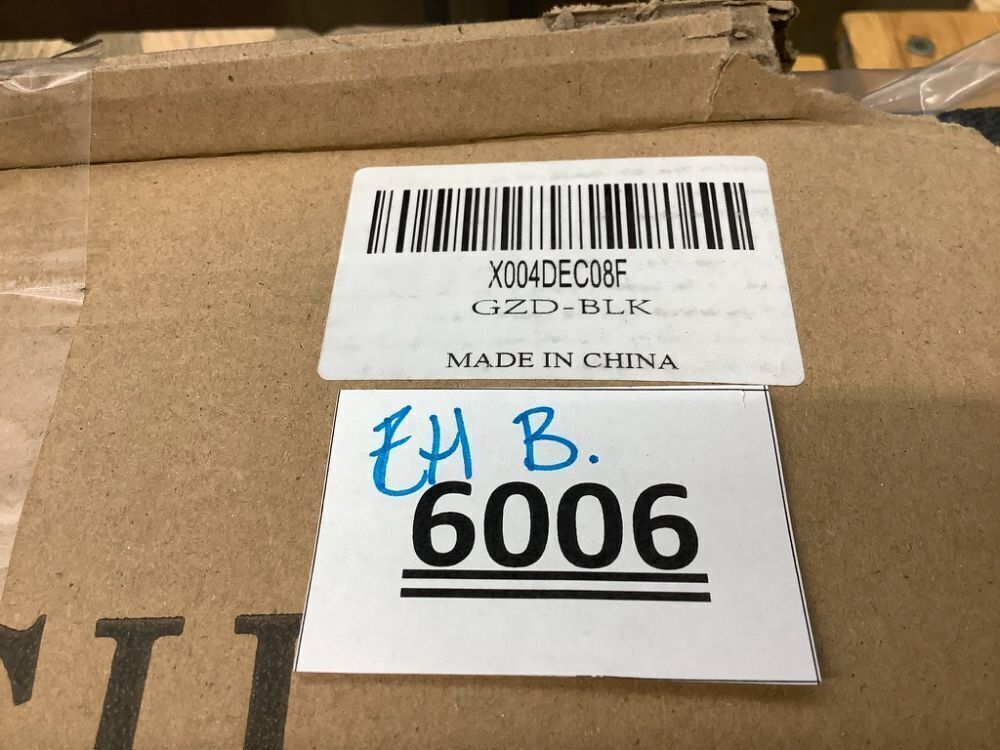 X004DEC08F
GZD-BLK
MADE IN CHINA
EH B.
6006